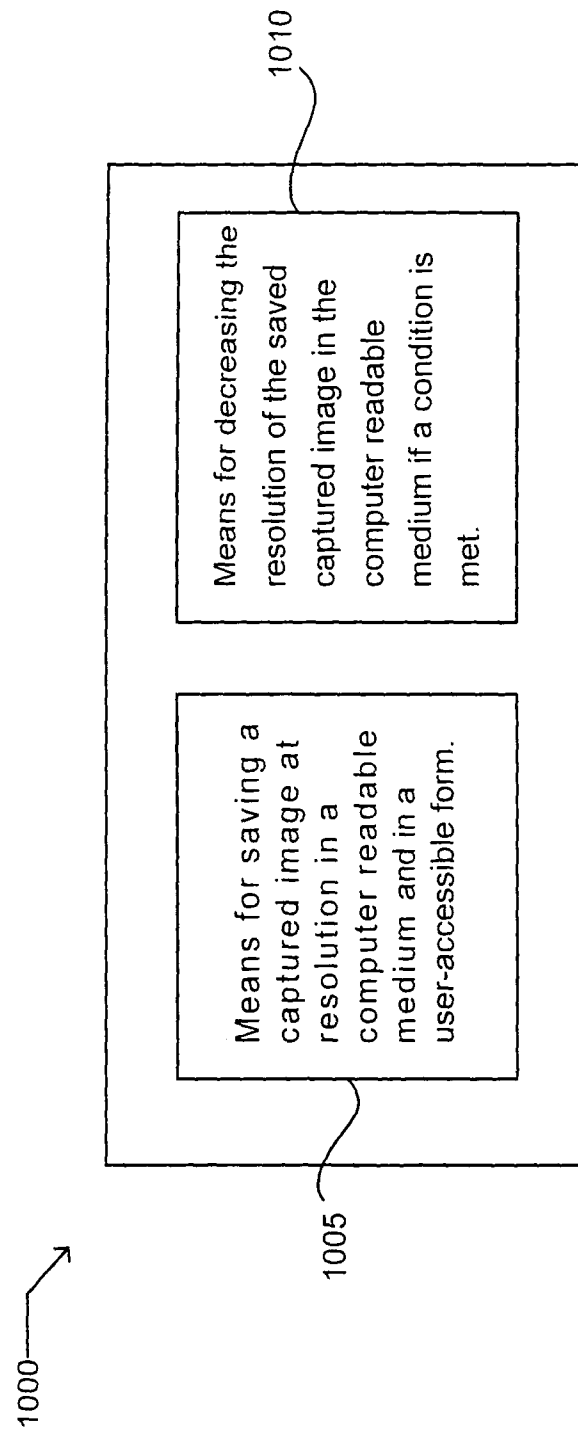 1000
1005
Means for saving a
captured image at
resolution in a
computer readable
medium and in a
user-accessible form.
Means for decreasing the
resolution of the saved
captured image in the
computer readable
medium if a condition is
met.
1010